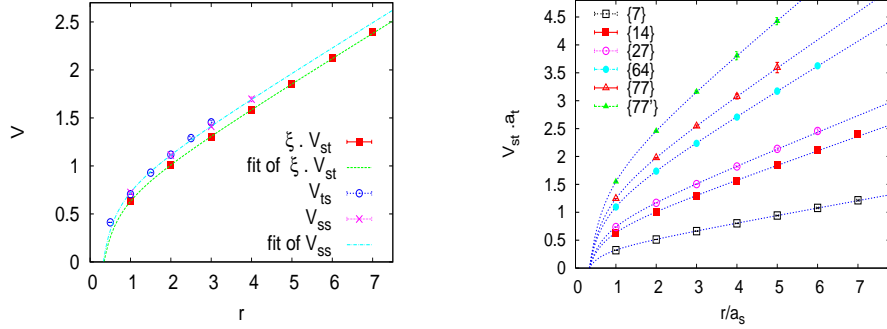 V
2.5
2
1.5
1
0.5
0
0 1 2 3 4 5 6 7
r
ξ . V_st
fit of ξ . V_st
V_ts
V_ss
fit of V_ss
V_st .a_t
4.5
4
3.5
3
2.5
2
1.5
1
0.5
0
0 1 2 3 4 5 6 7
r/a_s
{7}
{14}
{27}
{64}
{77}
{77'}